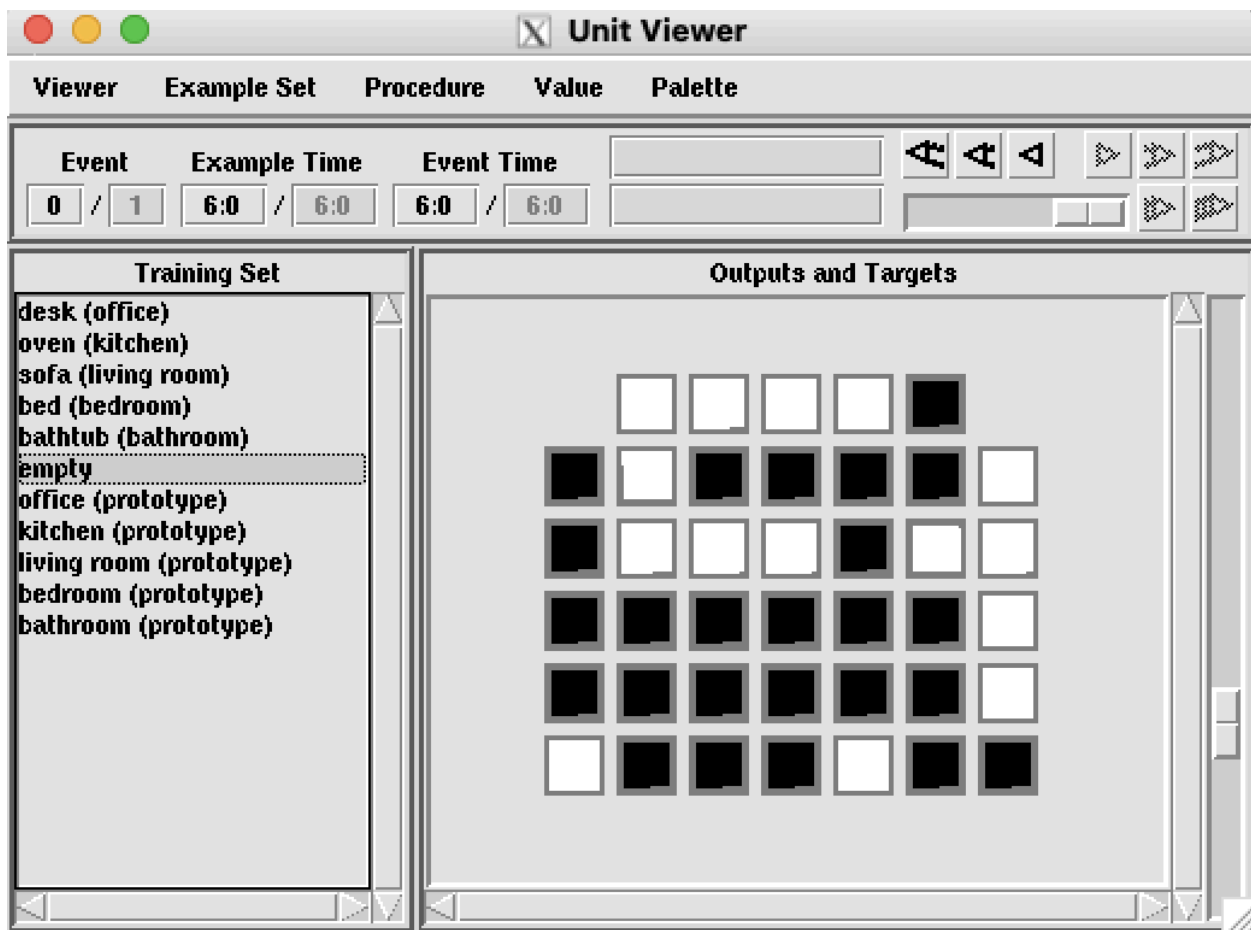 X Unit Viewer
Viewer Example Set Procedure Value Palette
Event Example Time Event Time
0 / 1 6:0 / 6:0 6:0 / 6:0
Training Set
desk (office)
oven (kitchen)
sofa (living room)
bed (bedroom)
bathtub (bathroom)
empty
office (prototype)
kitchen (prototype)
living room (prototype)
bedroom (prototype)
bathroom (prototype)
Outputs and Targets